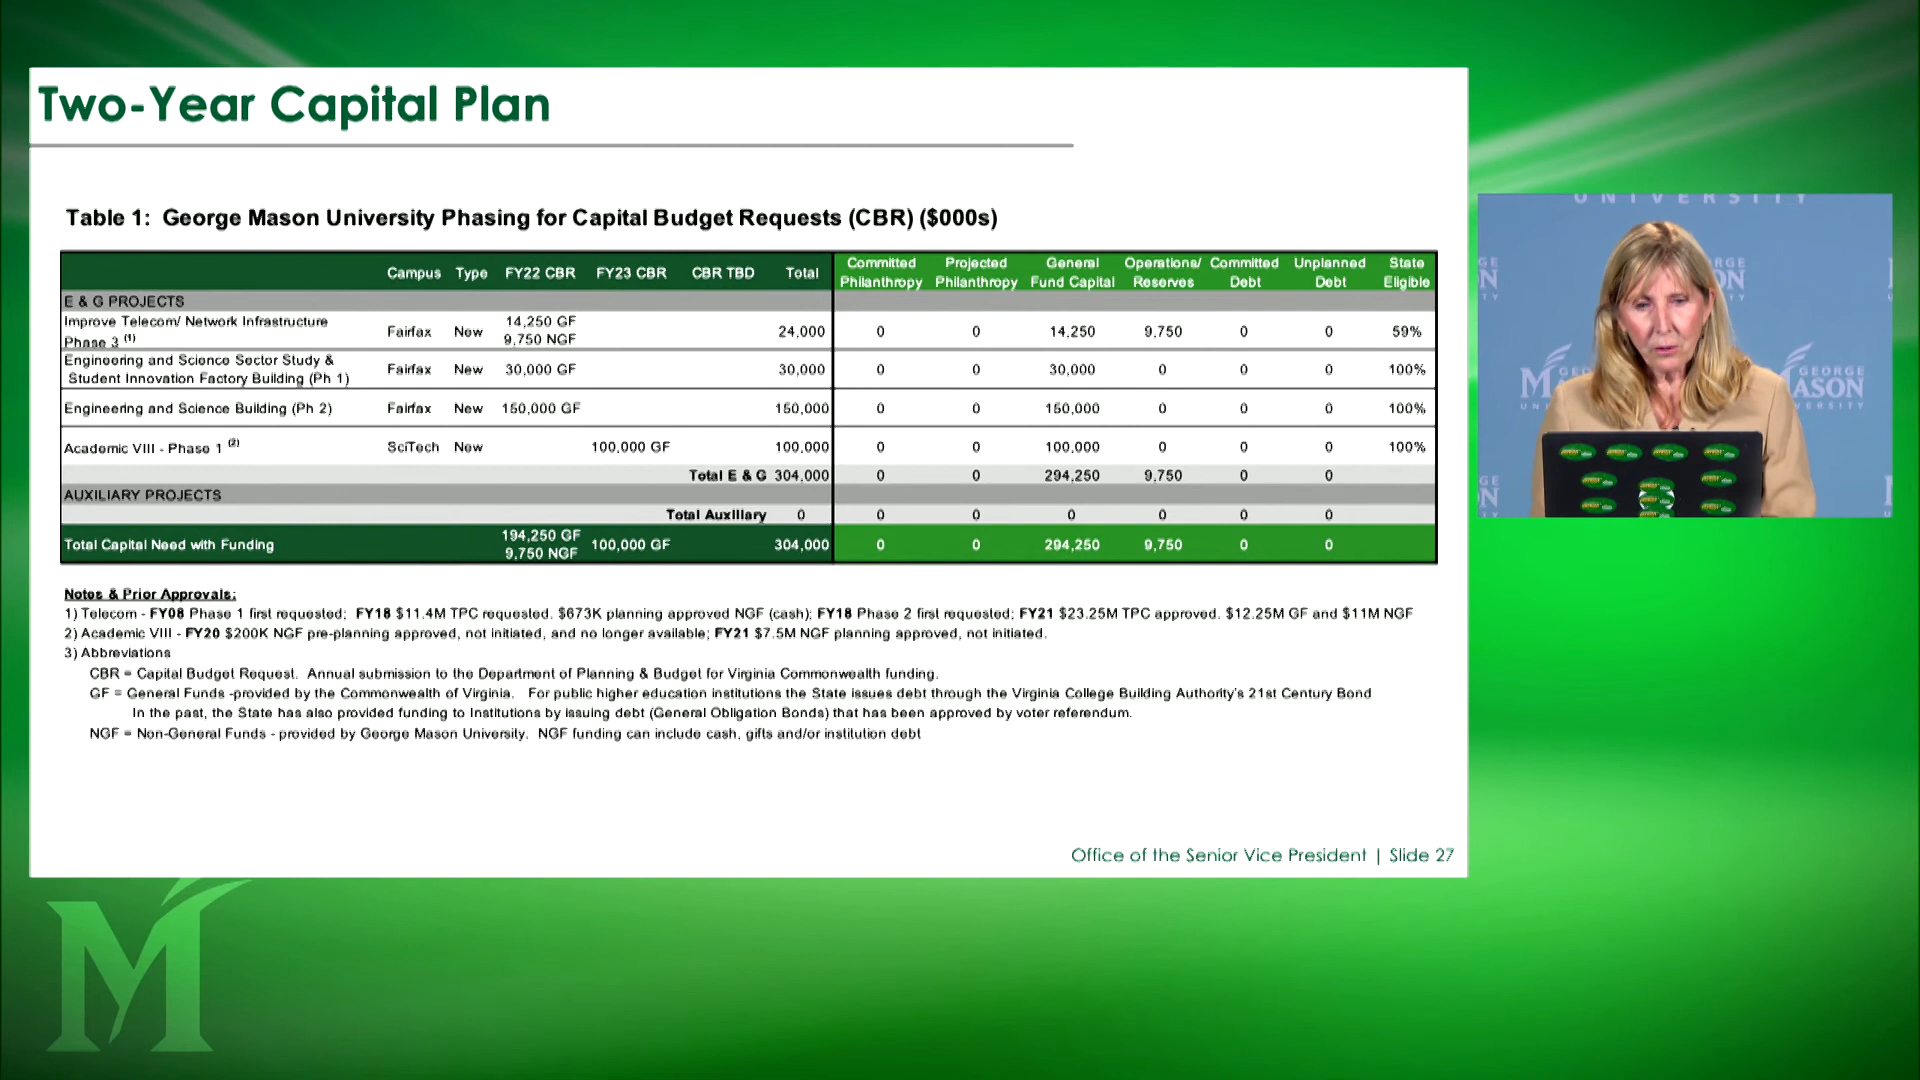 Two-Year Capital Plan
Table 1: George Mason University Phasing for Capital Budget Requests (CBR) ($000s)
Campus Type FY22 CBR FY23 CBR CBR TBD Total Committed Philanthropy Projected Philanthropy General Fund Capital Operations/ Reserves Committed Debt Unplanned Debt State Eligible
E & G PROJECTS
Improve Telecom/ Network Infrastructure
Phase 3 (1) Fairfax New 14,250 GF 9,750 NGF 24,000 0 0 14,250 9,750 0 0 59%
Engineering and Science Sector Study &
Student Innovation Factory Building (Ph 1) Fairfax New 30,000 GF 30,000 0 0 30,000 0 0 0 100%
Engineering and Science Building (Ph 2) Fairfax New 150,000 GF 150,000 0 0 150,000 0 0 0 100%
Academic VIII - Phase 1 (2) SciTech New 100,000 GF 100,000 0 0 100,000 0 0 0 100%
Total E & G 304,000 0 0 294,250 9,750 0 0
AUXILIARY PROJECTS
Total Auxiliary 0 0 0 0 0 0 0
Total Capital Need with Funding 194,250 GF 9,750 NGF 100,000 GF 304,000 0 0 294,250 9,750 0 0
Notes & Prior Approvals:
1) Telecom - FY08 Phase 1 first requested; FY18 $11.4M TPC requested. $673K planning approved NGF (cash); FY18 Phase 2 first requested; FY21 $23.25M TPC approved. $12.25M GF and $11M NGF
2) Academic VIII - FY20 $200K NGF pre-planning approved, not initiated, and no longer available; FY21 $7.5M NGF planning approved, not initiated.
3) Abbreviations
CBR = Capital Budget Request. Annual submission to the Department of Planning & Budget for Virginia Commonwealth funding.
GF = General Funds -provided by the Commonwealth of Virginia. For public higher education institutions the State issues debt through the Virginia College Building Authority's 21st Century Bond
In the past, the State has also provided funding to Institutions by issuing debt (General Obligation Bonds) that has been approved by voter referendum.
NGF = Non-General Funds - provided by George Mason University. NGF funding can include cash, gifts and/or institution debt
Office of the Senior Vice President | Slide 27
UNIVERSITY
GEORGE
MASON
UNIVERSITY
M